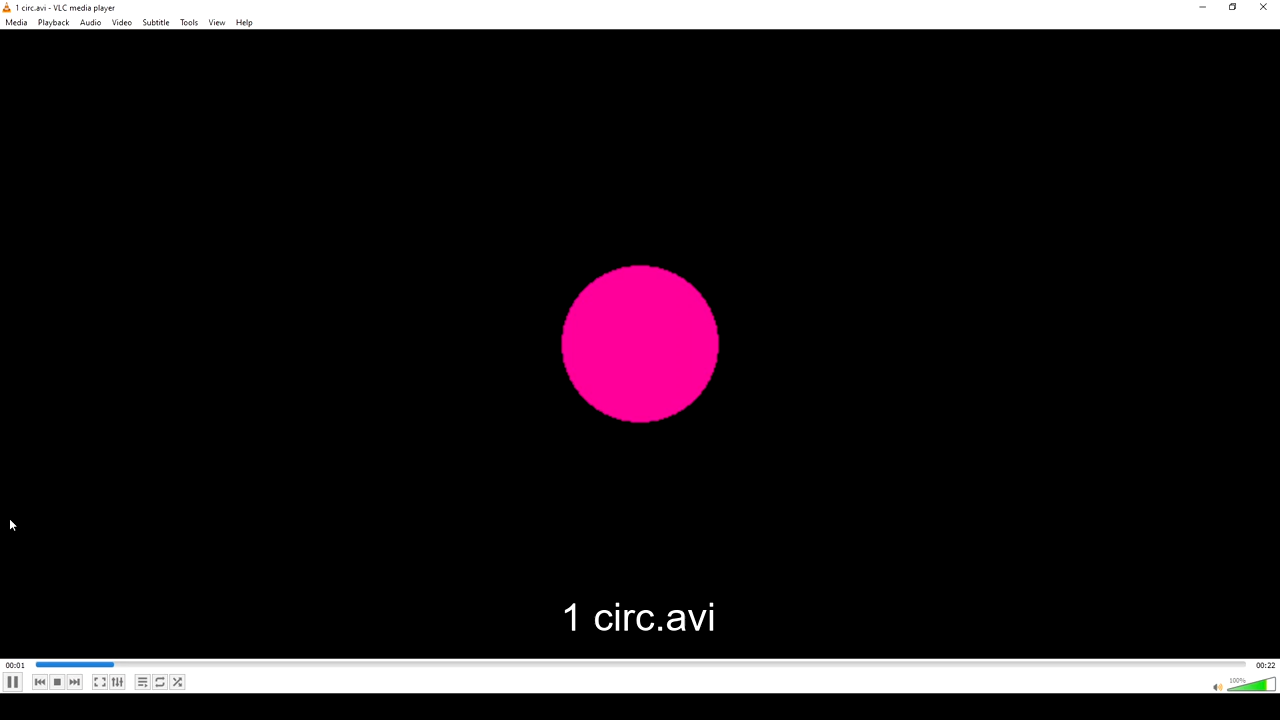 1 circ.avi - VLC media player
Media Playback Audio Video Subtitle Tools View Help
1 circ.avi
00:01 00:22
100%